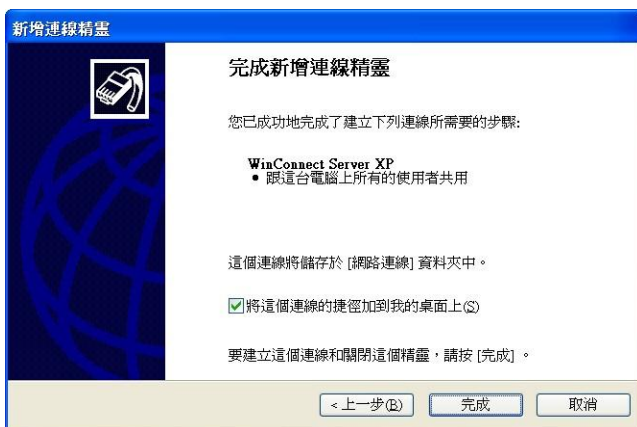 新增連線精靈
完成新增連線精靈
您已成功地完成了建立下列連線所需要的步驟:
WinConnect Server XP
• 跟這台電腦上所有的使用者共用
這個連線將儲存於 [網路連線] 資料夾中。
將這個連線的捷徑加到我的桌面上(S)
要建立這個連線和關閉這個精靈，請按 [完成] 。
<上一步(B)
完成
取消